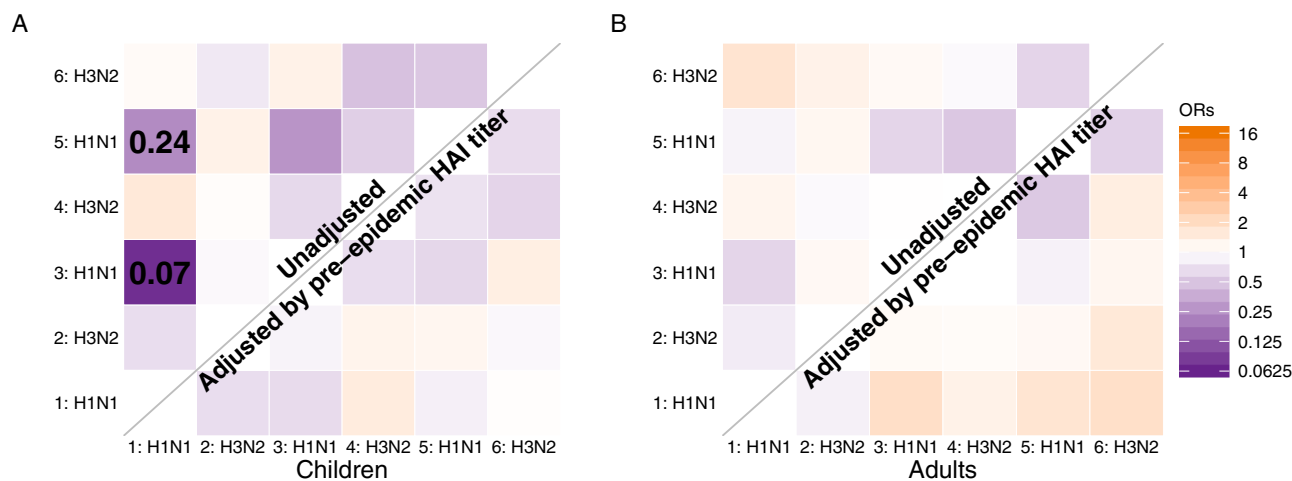 A
6: H3N2
5: H1N1
4: H3N2
3: H1N1
2: H3N2
1: H1N1
0.24
0.07
Unadjusted
Adjusted by pre−epidemic HAI titer
1: H1N1 2: H3N2 3: H1N1 4: H3N2 5: H1N1 6: H3N2
Children
B
6: H3N2
5: H1N1
4: H3N2
3: H1N1
2: H3N2
1: H1N1
Unadjusted
Adjusted by pre−epidemic HAI titer
1: H1N1 2: H3N2 3: H1N1 4: H3N2 5: H1N1 6: H3N2
Adults
ORs
16
8
4
2
1
0.5
0.25
0.125
0.0625